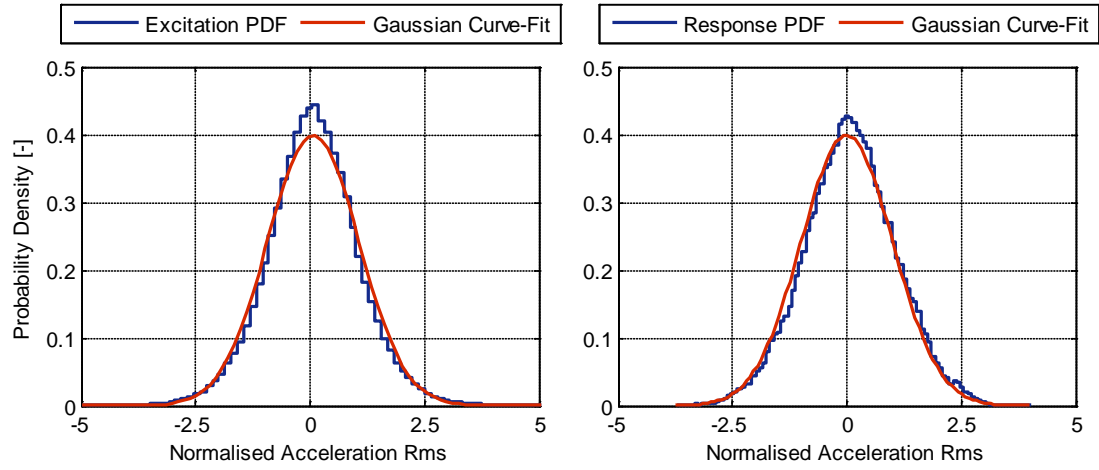 Excitation PDF Gaussian Curve-Fit
Response PDF Gaussian Curve-Fit
Probability Density [-]
0.5
0.4
0.3
0.2
0.1
0
-5 -2.5 0 2.5 5
Normalised Acceleration Rms
0.5
0.4
0.3
0.2
0.1
0
-5 -2.5 0 2.5 5
Normalised Acceleration Rms